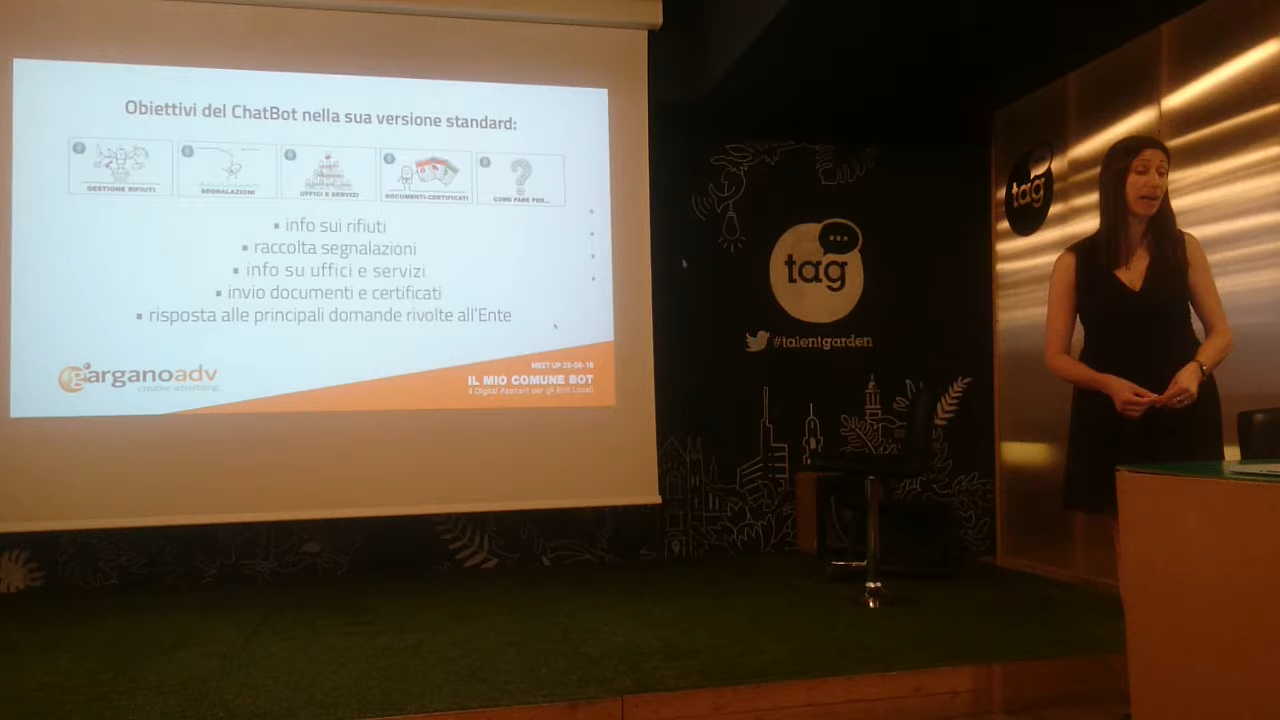 Obiettivi del ChatBot nella sua versione standard:
GESTIONE RIFIUTI
SEGNALAZIONI
UFFICI E SERVIZI
DOCUMENTI-CERTIFICATI
COME FARE PER...
▪ info sui rifiuti
▪ raccolta segnalazioni
▪ info su uffici e servizi
▪ invio documenti e certificati
▪ risposta alle principali domande rivolte all'Ente
garganoadv
creative advertising
MEET UP 25-06-18
IL MIO COMUNE BOT
Il Digital Assitant per gli Enti Locali
tag
#talentgarden
tag